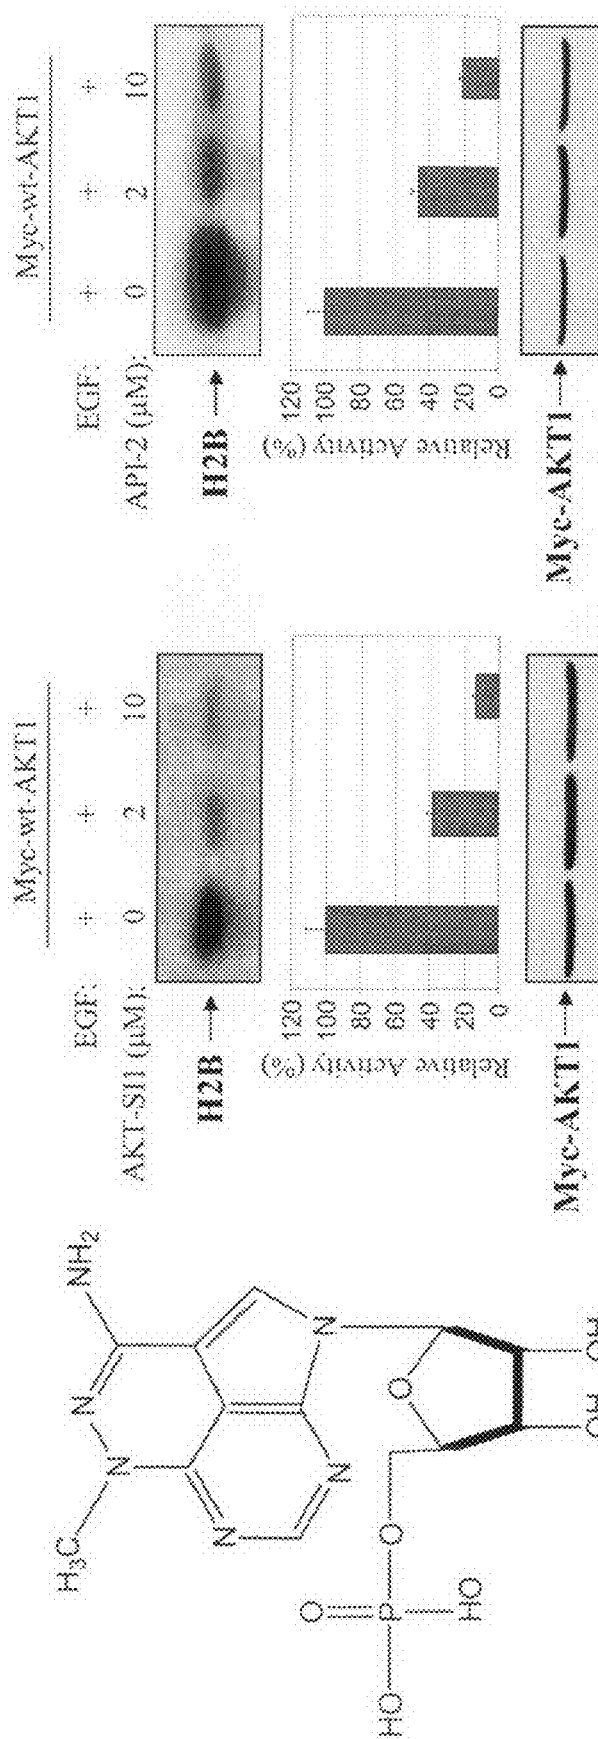 H₃C
N
N
NH₂
N
N
N
O
O
P
HO
HO
O
OH
OH
Myc-wt-AKT1
EGF: + + +
AKT-SI1 (μM): 0 2 10
H2B
Relative Activity (%)
120
100
80
60
40
20
0
Myc-AKT1
Myc-wt-AKT1
EGF: + + +
API-2 (μM): 0 2 10
H2B
Relative Activity (%)
120
100
80
60
40
20
0
Myc-AKT1